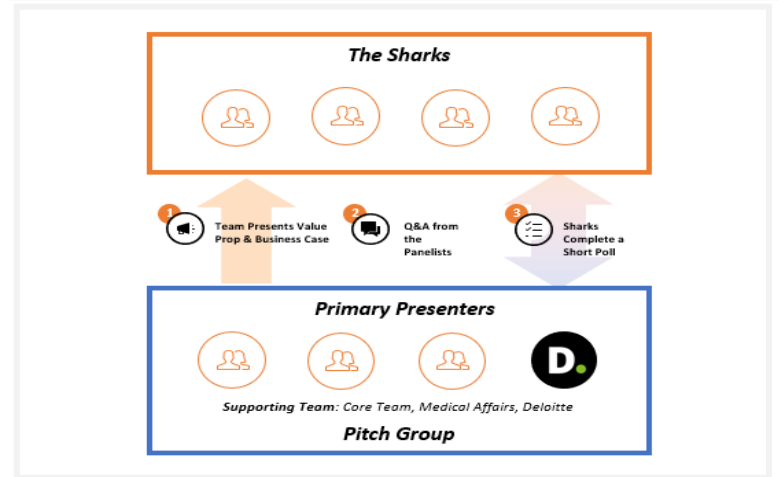 The Sharks
1
Team Presents Value
Prop & Business Case
2
Q&A from
the
Panelists
3
Sharks
Complete a
Short Poll
Primary Presenters
D.
Supporting Team: Core Team, Medical Affairs, Deloitte
Pitch Group